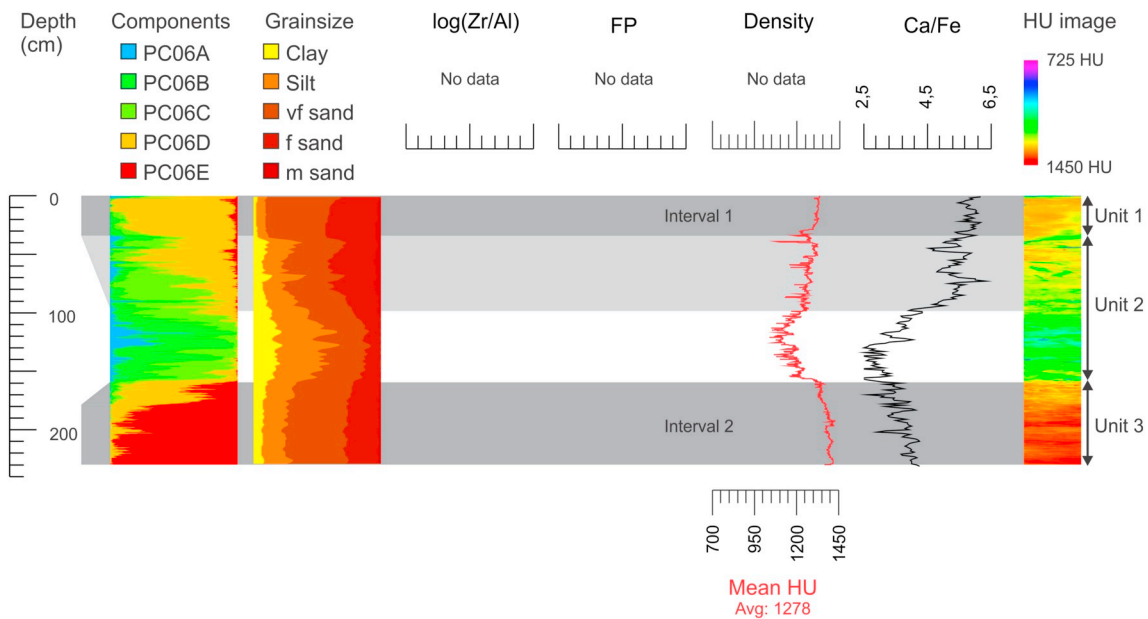 Depth
(cm)
Components
PC06A
PC06B
PC06C
PC06D
PC06E
Grainsize
Clay
Silt
vf sand
f sand
m sand
log(Zr/Al)
No data
FP
No data
Density
No data
Ca/Fe
2,5
4,5
6,5
HU image
725 HU
1450 HU
0
100
200
Interval 1
Interval 2
Unit 1
Unit 2
Unit 3
700
950
1200
1450
Mean HU
Avg: 1278